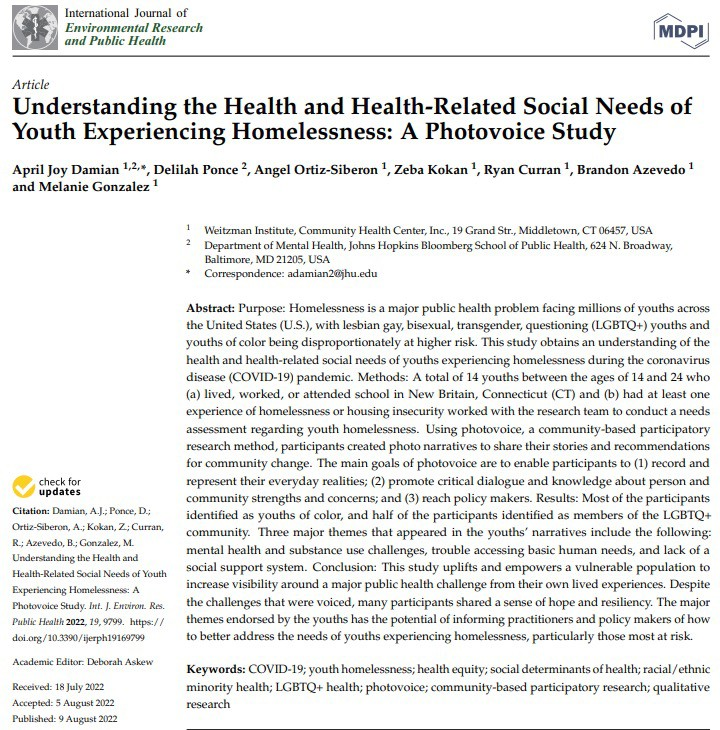 International Journal of
Environmental Research
and Public Health
MDPI
Article
Understanding the Health and Health-Related Social Needs of
Youth Experiencing Homelessness: A Photovoice Study
April Joy Damian 1,2,*, Delilah Ponce 2, Angel Ortiz-Siberon 1, Zeba Kokan 1, Ryan Curran 1, Brandon Azevedo 1
and Melanie Gonzalez 1
1 Weitzman Institute, Community Health Center, Inc., 19 Grand Str., Middletown, CT 06457, USA
2 Department of Mental Health, Johns Hopkins Bloomberg School of Public Health, 624 N. Broadway,
Baltimore, MD 21205, USA
* Correspondence: adamian2@jhu.edu
Abstract: Purpose: Homelessness is a major public health problem facing millions of youths across
the United States (U.S.), with lesbian gay, bisexual, transgender, questioning (LGBTQ+) youths and
youths of color being disproportionately at higher risk. This study obtains an understanding of the
health and health-related social needs of youths experiencing homelessness during the coronavirus
disease (COVID-19) pandemic. Methods: A total of 14 youths between the ages of 14 and 24 who
(a) lived, worked, or attended school in New Britain, Connecticut (CT) and (b) had at least one
experience of homelessness or housing insecurity worked with the research team to conduct a needs
assessment regarding youth homelessness. Using photovoice, a community-based participatory
research method, participants created photo narratives to share their stories and recommendations
for community change. The main goals of photovoice are to enable participants to (1) record and
represent their everyday realities; (2) promote critical dialogue and knowledge about person and
community strengths and concerns; and (3) reach policy makers. Results: Most of the participants
identified as youths of color, and half of the participants identified as members of the LGBTQ+
community. Three major themes that appeared in the youths' narratives include the following:
mental health and substance use challenges, trouble accessing basic human needs, and lack of a
social support system. Conclusion: This study uplifts and empowers a vulnerable population to
increase visibility around a major public health challenge from their own lived experiences. Despite
the challenges that were voiced, many participants shared a sense of hope and resiliency. The major
themes endorsed by the youths has the potential of informing practitioners and policy makers of how
to better address the needs of youths experiencing homelessness, particularly those most at risk.
Keywords: COVID-19; youth homelessness; health equity; social determinants of health; racial/ethnic
minority health; LGBTQ+ health; photovoice; community-based participatory research; qualitative
research
check for
updates
Citation: Damian, A.J.; Ponce, D.;
Ortiz-Siberon, A.; Kokan, Z.; Curran,
R.; Azevedo, B.; Gonzalez, M.
Understanding the Health and
Health-Related Social Needs of Youth
Experiencing Homelessness: A
Photovoice Study. Int. J. Environ. Res.
Public Health 2022, 19, 9799. https://
doi.org/10.3390/ijerph19169799
Academic Editor: Deborah Askew
Received: 18 July 2022
Accepted: 5 August 2022
Published: 9 August 2022